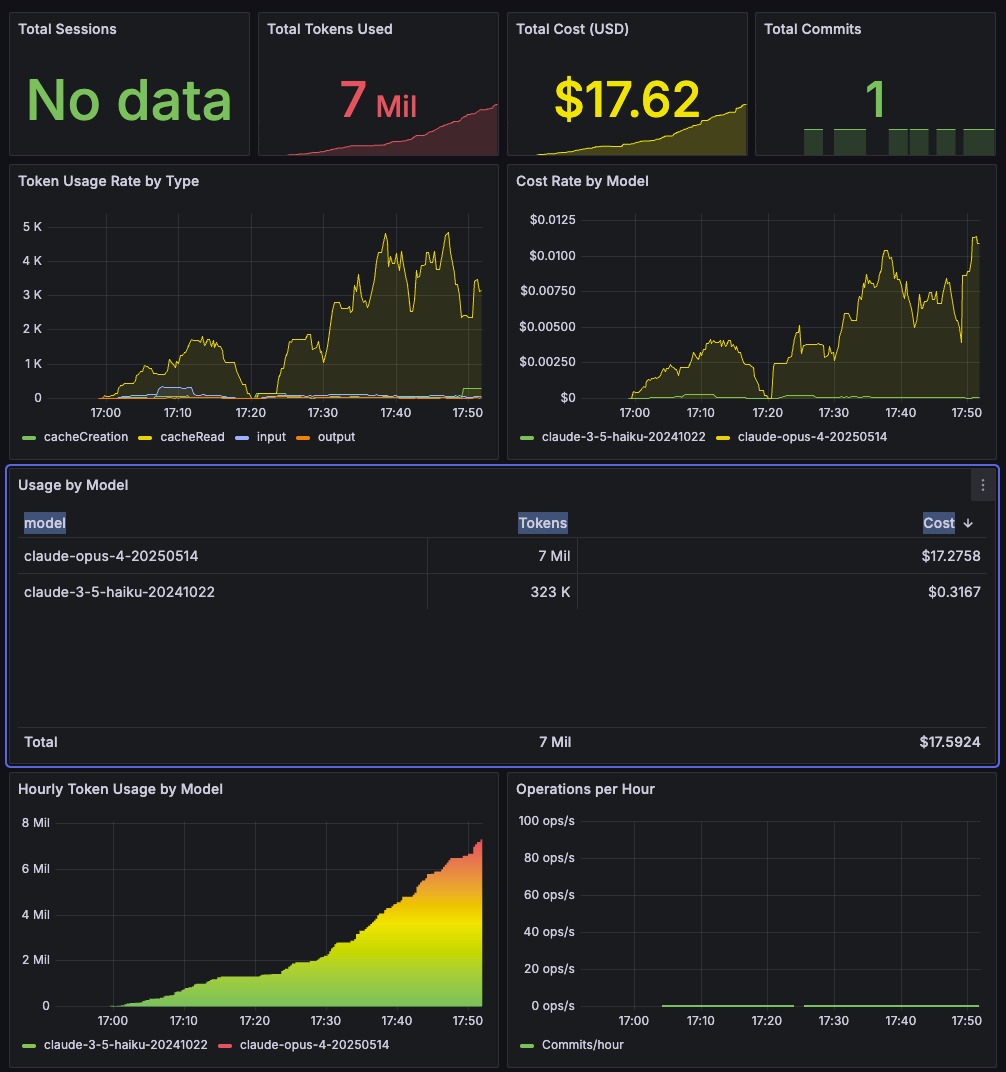 Total Sessions
No data
Total Tokens Used
7 Mil
Total Cost (USD)
$17.62
Total Commits
1
Token Usage Rate by Type
5 K
4 K
3 K
2 K
1 K
0
17:00 17:10 17:20 17:30 17:40 17:50
cacheCreation cacheRead input output
Cost Rate by Model
$0.0125
$0.0100
$0.00750
$0.00500
$0.00250
$0
17:00 17:10 17:20 17:30 17:40 17:50
claude-3-5-haiku-20241022 claude-opus-4-20250514
Usage by Model
model Tokens Cost ↓
claude-opus-4-20250514 7 Mil $17.2758
claude-3-5-haiku-20241022 323 K $0.3167
Total 7 Mil $17.5924
Hourly Token Usage by Model
8 Mil
6 Mil
4 Mil
2 Mil
0
17:00 17:10 17:20 17:30 17:40 17:50
claude-3-5-haiku-20241022 claude-opus-4-20250514
Operations per Hour
100 ops/s
80 ops/s
60 ops/s
40 ops/s
20 ops/s
0 ops/s
17:00 17:10 17:20 17:30 17:40 17:50
Commits/hour